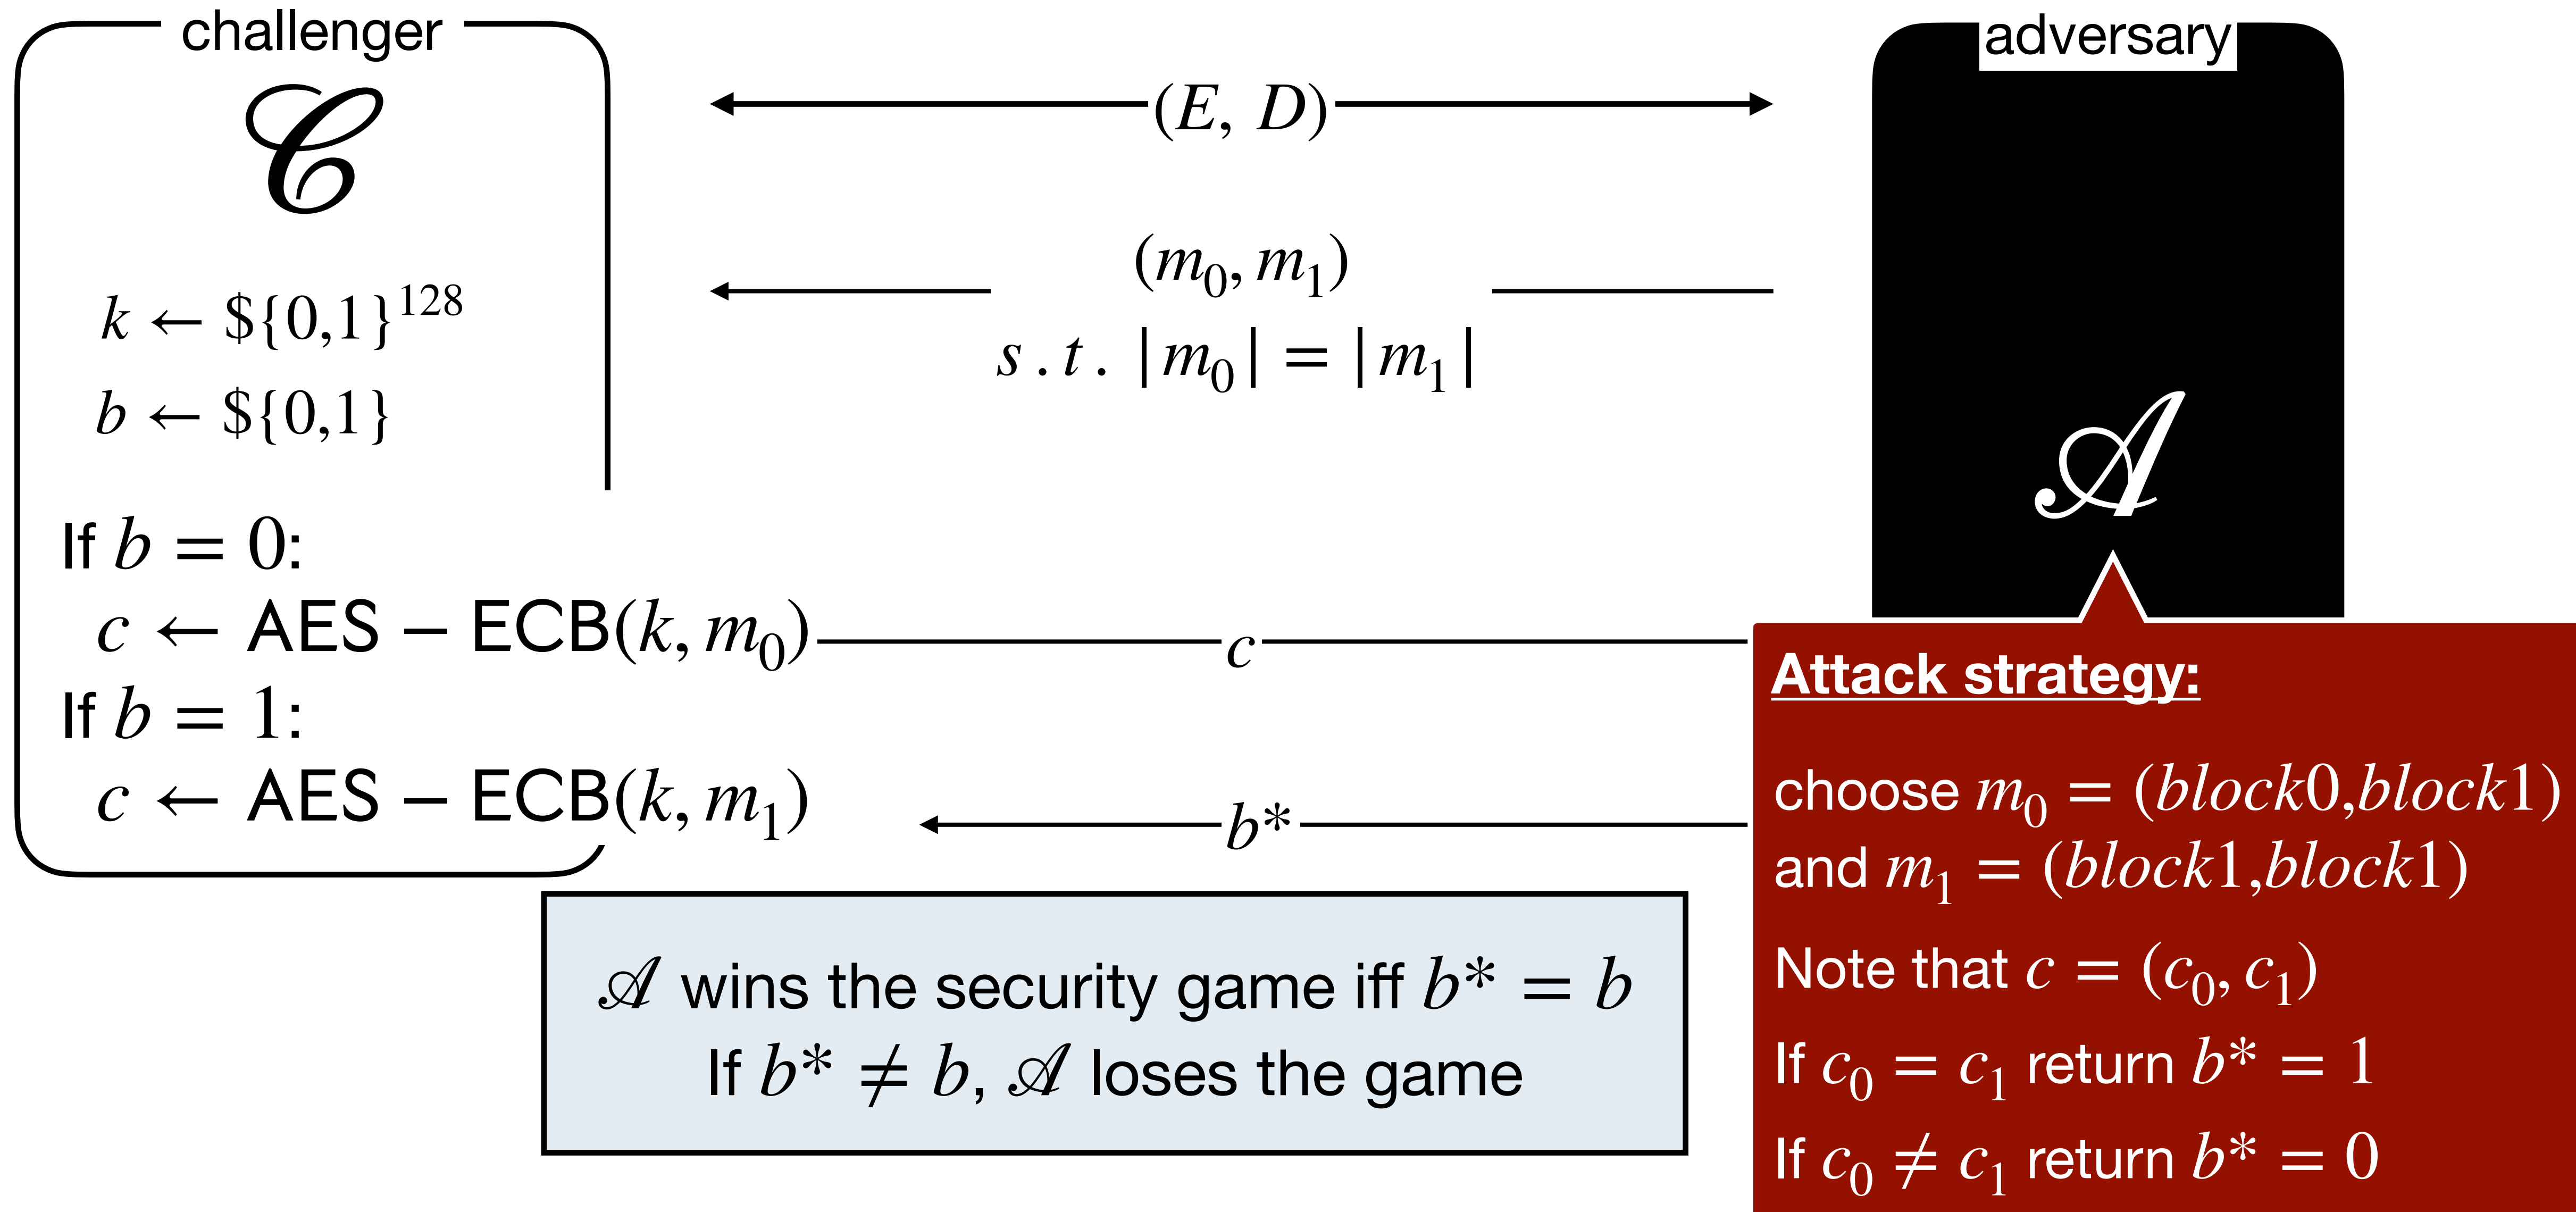 challenger
𝒞
k ← ${0,1}¹²⁸
b ← ${0,1}
If b = 0:
c ← AES − ECB(k, m₀)
If b = 1:
c ← AES − ECB(k, m₁)
(E, D)
(m₀, m₁)
s . t . |m₀| = |m₁|
c
b*
adversary
𝒜
Attack strategy:
choose m₀ = (block0,block1)
and m₁ = (block1,block1)
Note that c = (c₀, c₁)
If c₀ = c₁ return b* = 1
If c₀ ≠ c₁ return b* = 0
𝒜 wins the security game iff b* = b
If b* ≠ b, 𝒜 loses the game